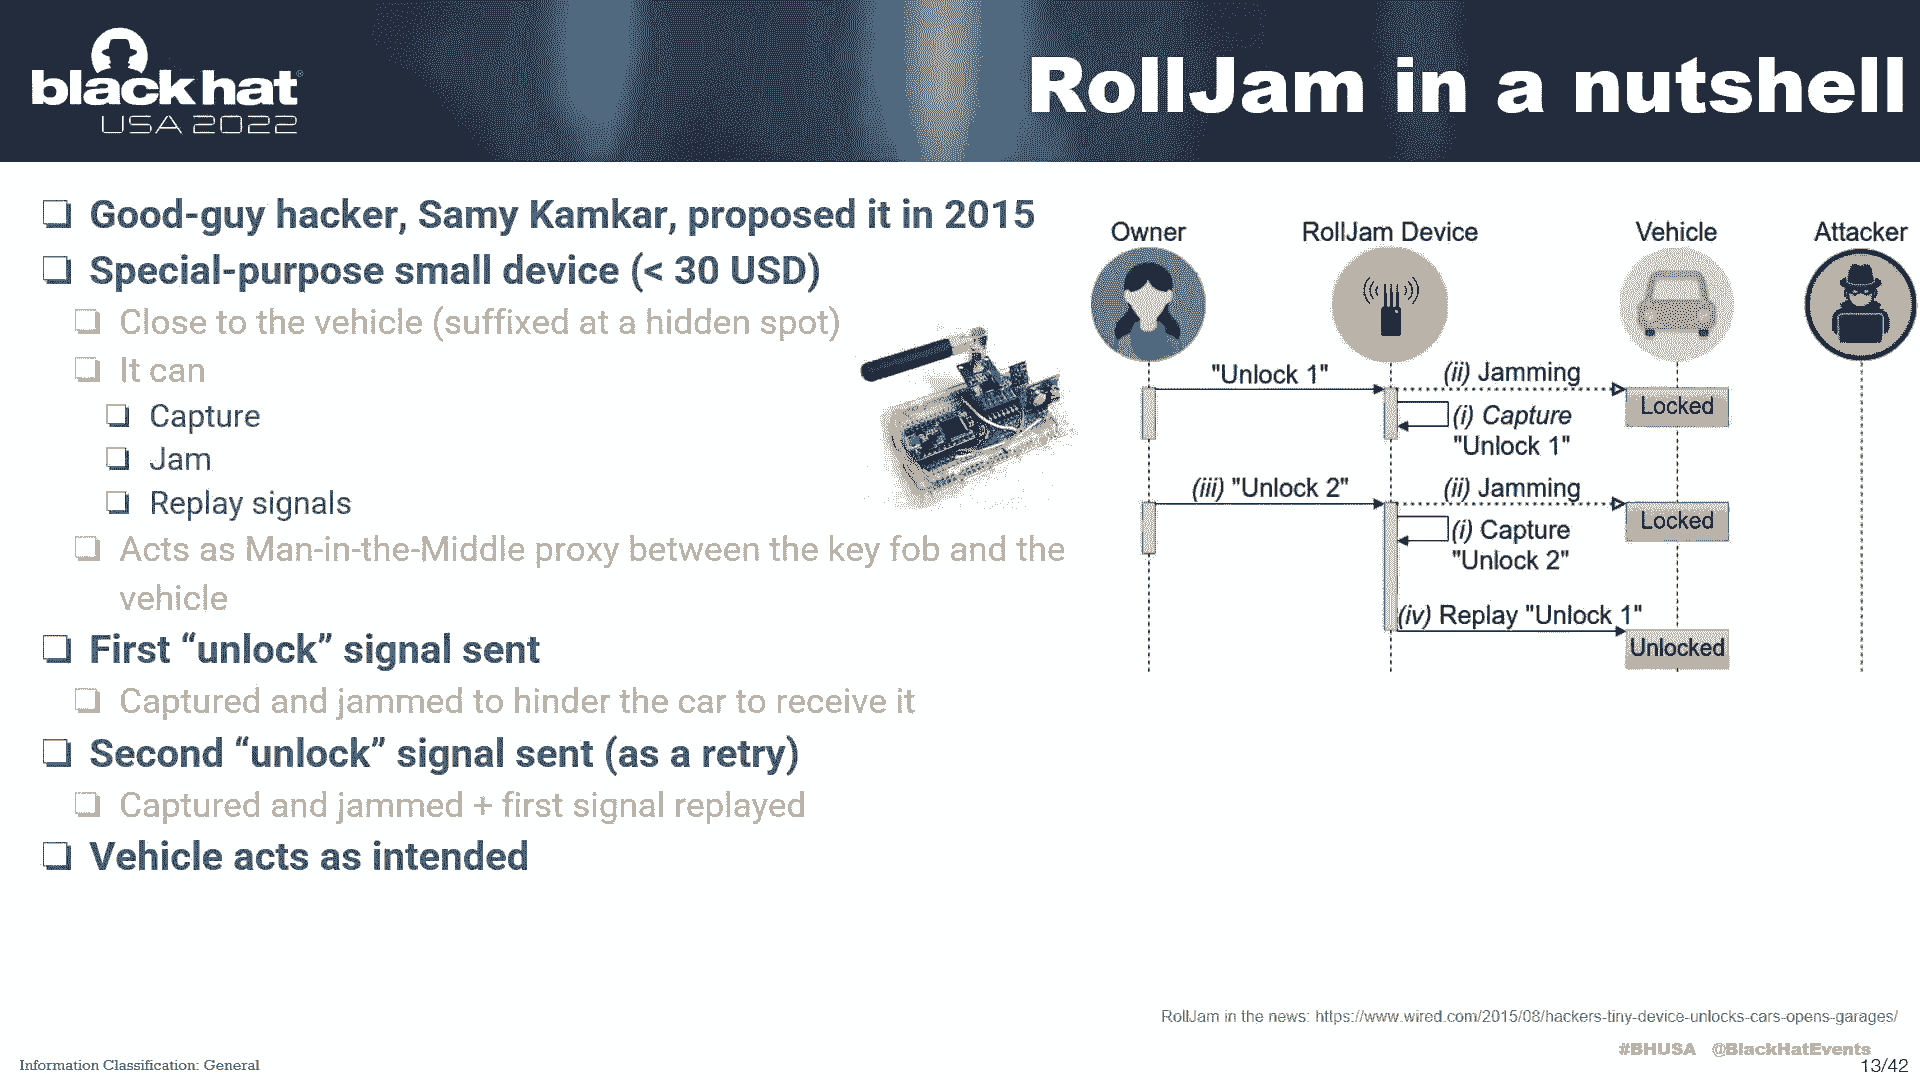 black hat
USA 2022
RollJam in a nutshell
Good-guy hacker, Samy Kamkar, proposed it in 2015
Special-purpose small device (< 30 USD)
Close to the vehicle (suffixed at a hidden spot)
It can
Capture
Jam
Replay signals
Acts as Man-in-the-Middle proxy between the key fob and the
vehicle
First “unlock” signal sent
Captured and jammed to hinder the car to receive it
Second “unlock” signal sent (as a retry)
Captured and jammed + first signal replayed
Vehicle acts as intended
Owner
RollJam Device
Vehicle
Attacker
"Unlock 1"
(ii) Jamming
Locked
(i) Capture
"Unlock 1"
(iii) "Unlock 2"
(ii) Jamming
Locked
(i) Capture
"Unlock 2"
(iv) Replay "Unlock 1"
Unlocked
RollJam in the news: https://www.wired.com/2015/08/hackers-tiny-device-unlocks-cars-opens-garages/
#BHUSA @BlackHatEvents
Information Classification: General
13/42